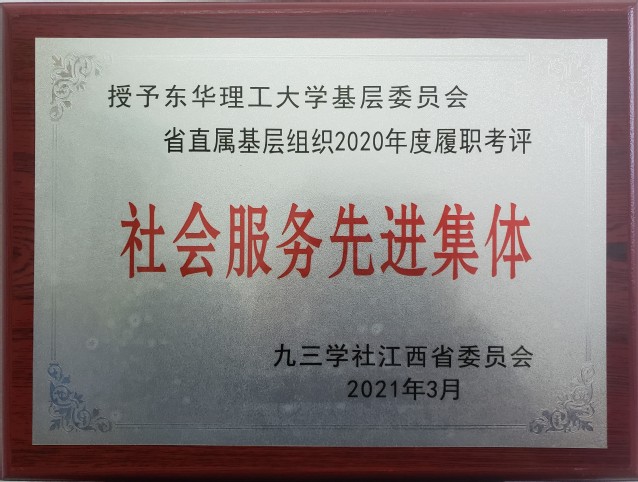 授予东华理工大学基层委员会
省直属基层组织2020年度履职考评
社会服务先进集体
九三学社江西省委员会
2021年3月